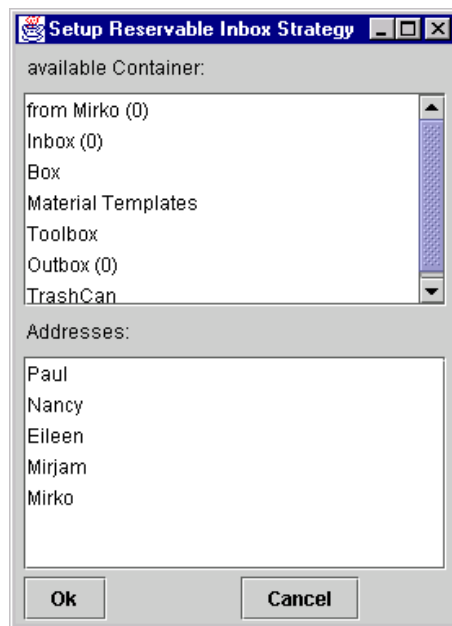 Setup Reservable Inbox Strategy
available Container:
from Mirko (0)
Inbox (0)
Box
Material Templates
Toolbox
Outbox (0)
TrashCan
Addresses:
Paul
Nancy
Eileen
Mirjam
Mirko
Ok Cancel